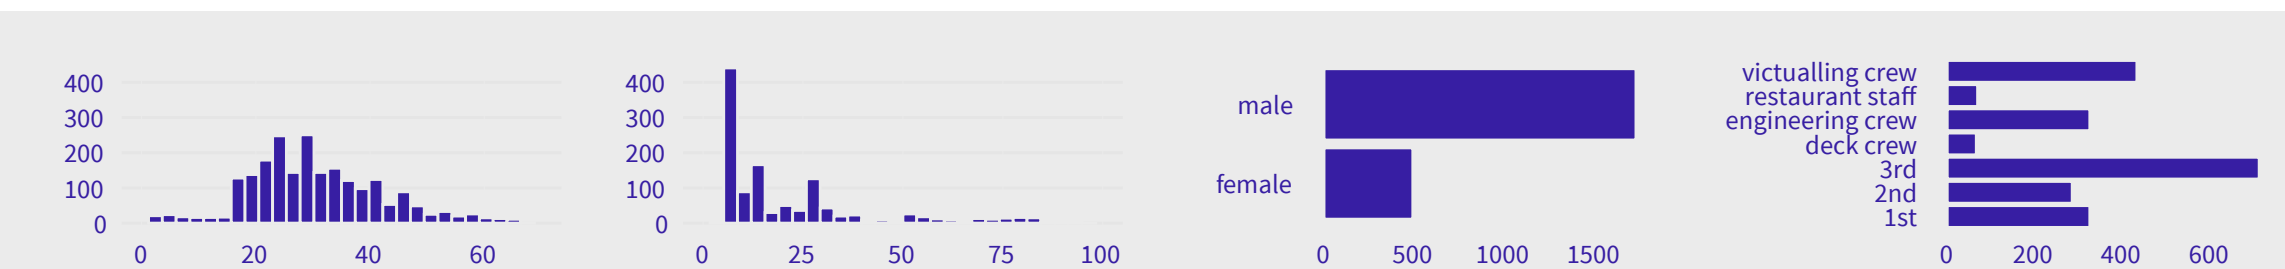 400
300
200
100
0
0 20 40 60
400
300
200
100
0
0 25 50 75 100
male
female
0 500 1000 1500
victualling crew
restaurant staff
engineering crew
deck crew
3rd
2nd
1st
0 200 400 600